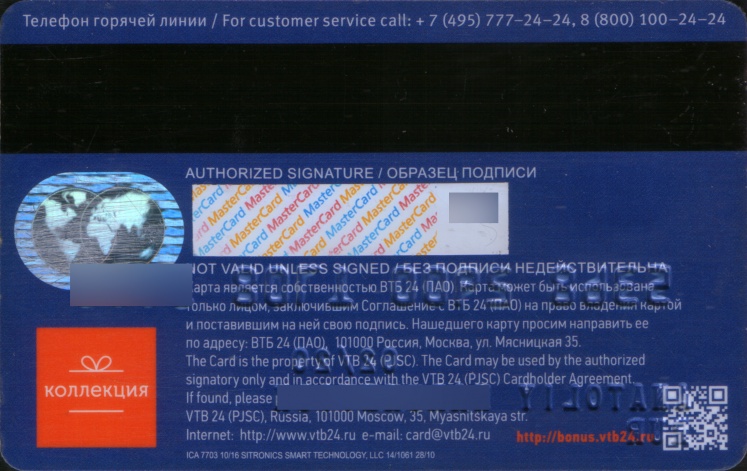 Телефон горячей линии / For customer service call: + 7 (495) 777-24-24, 8 (800) 100-24-24
AUTHORIZED SIGNATURE / ОБРАЗЕЦ ПОДПИСИ
MasterCard MasterCard MasterCard MasterCard
NOT VALID UNLESS SIGNED / БЕЗ ПОДПИСИ НЕДЕЙСТВИТЕЛЬНА
Карта является собственностью ВТБ 24 (ПАО). Карта может быть использована
только лицом, заключившим Соглашение с ВТБ 24 (ПАО) на право владения картой
и поставившим на ней свою подпись. Нашедшего карту просим направить ее
по адресу: ВТБ 24 (ПАО), 101000 Россия, Москва, ул. Мясницкая 35.
The Card is the property of VTB 24 (PJSC). The Card may be used by the authorized
signatory only and in accordance with the VTB 24 (PJSC) Cardholder Agreement.
If found, please
VTB 24 (PJSC), Russia, 101000 Moscow, 35, Myasnitskaya str.
Internet: http://www.vtb24.ru e-mail: card@vtb24.ru
http://bonus.vtb24.ru
коллекция
ICA 7703 10/16 SITRONICS SMART TECHNOLOGY, LLC 14/1061 28/10